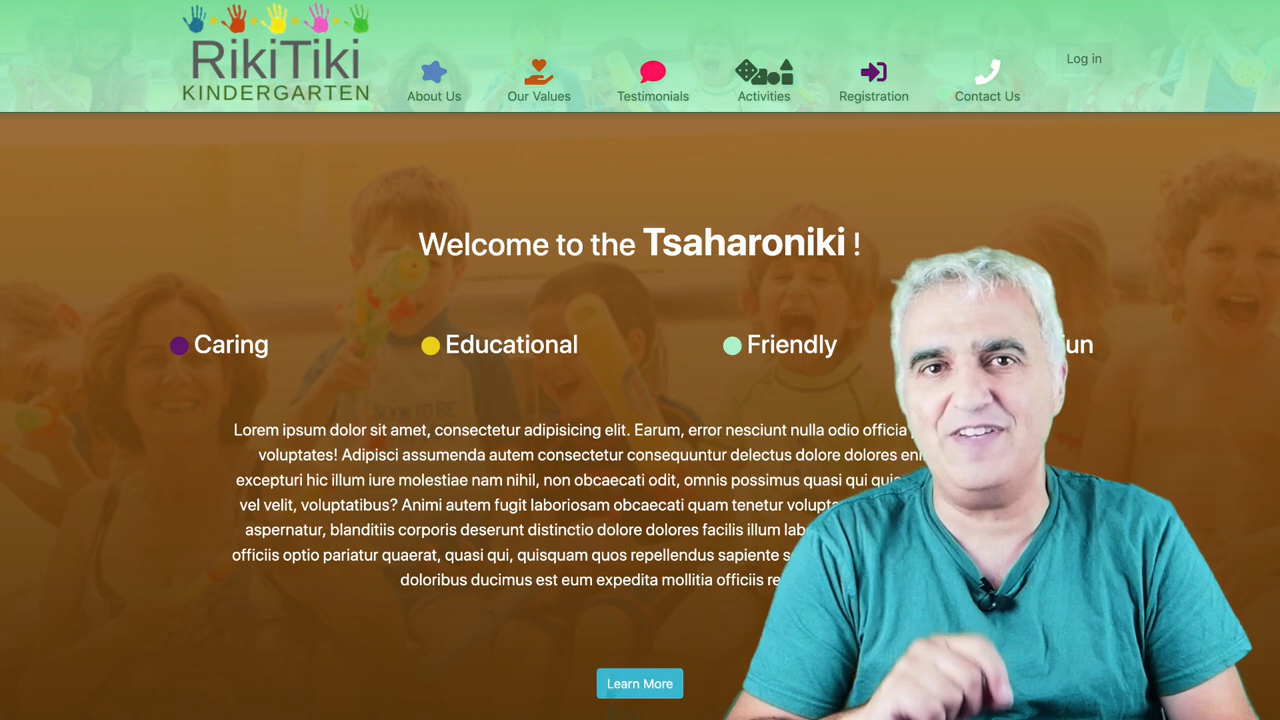 RikiTiki
KINDERGARTEN
About Us
Our Values
Testimonials
Activities
Registration
Contact Us
Log in
Welcome to the Tsaharoniki !
Caring
Educational
Friendly
un
Lorem ipsum dolor sit amet, consectetur adipisicing elit. Earum, error nesciunt nulla odio officia
voluptates! Adipisci assumenda autem consectetur consequuntur delectus dolore dolores
excepturi hic illum iure molestiae nam nihil, non obcaecati odit, omnis possimus quasi qui
vel velit, voluptatibus? Animi autem fugit laboriosam obcaecati quam tenetur
aspernatur, blanditiis corporis deserunt distinctio dolore dolores facilis illum
officiis optio pariatur quaerat, quasi qui, quisquam quos repellendus sapiente
doloribus ducimus est eum expedita mollitia officiis
Learn More